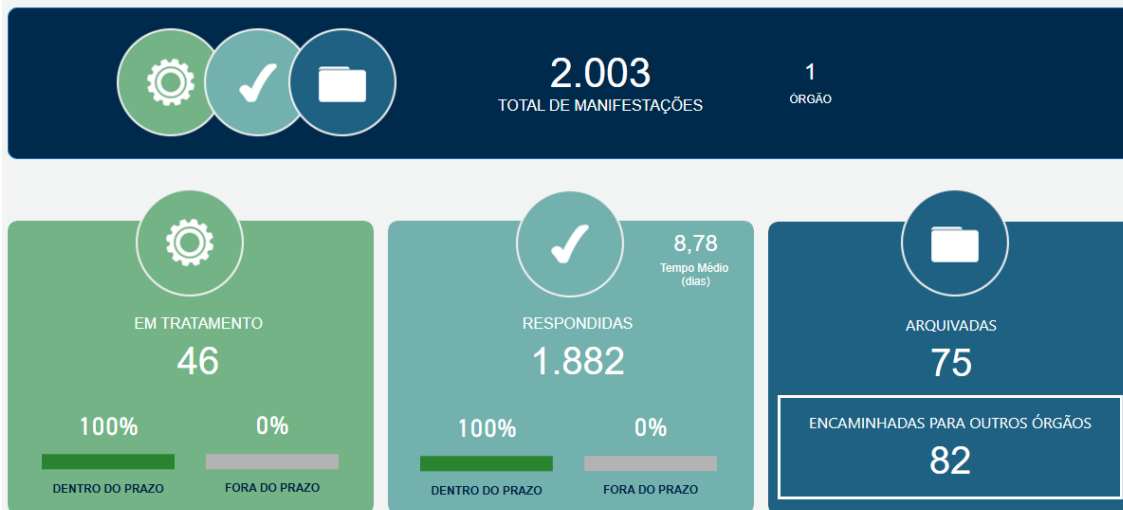 2.003
TOTAL DE MANIFESTAÇÕES
1
ÓRGÃO
EM TRATAMENTO
46
100%
0%
DENTRO DO PRAZO
FORA DO PRAZO
8,78
Tempo Médio
(dias)
RESPONDIDAS
1.882
100%
0%
DENTRO DO PRAZO
FORA DO PRAZO
ARQUIVADAS
75
ENCAMINHADAS PARA OUTROS ÓRGÃOS
82